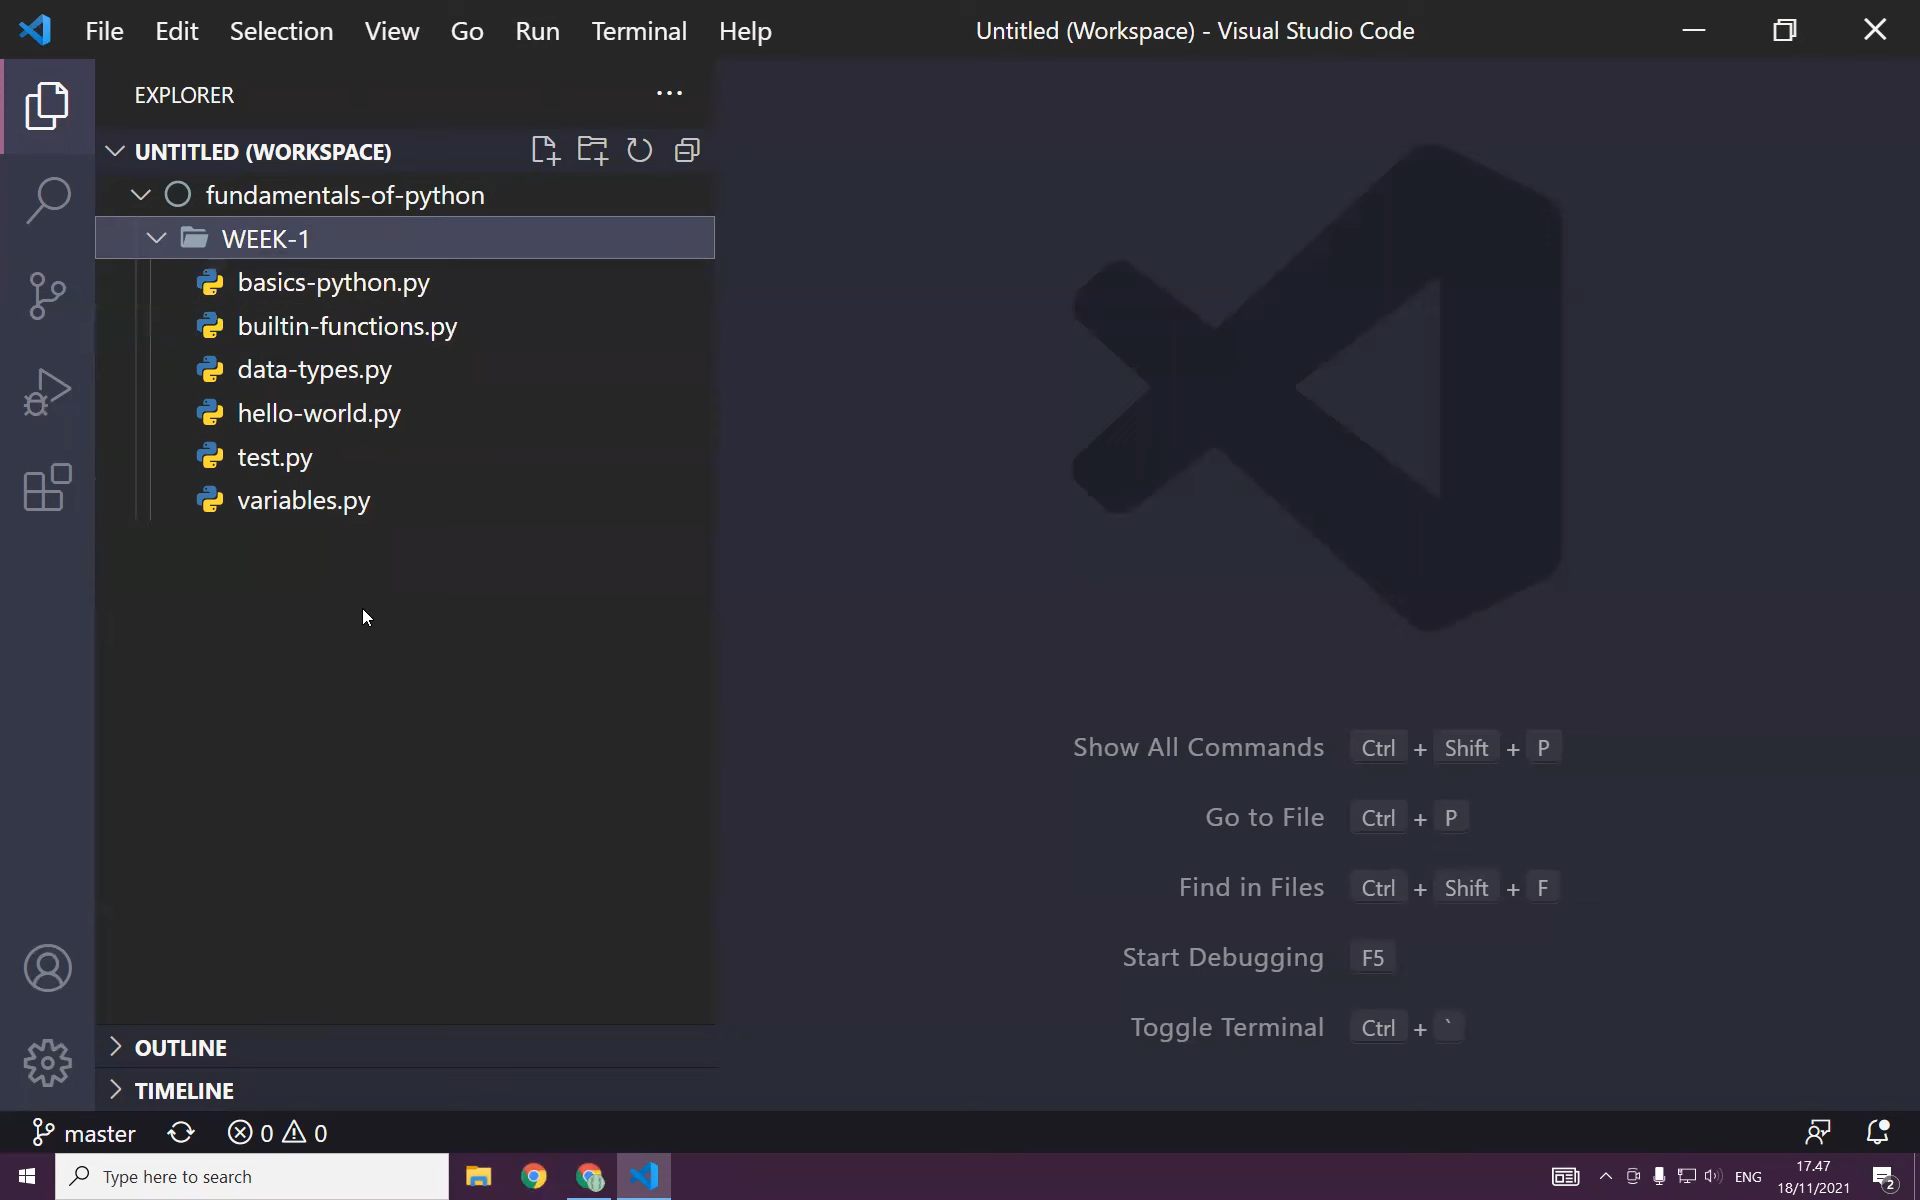 File Edit Selection View Go Run Terminal Help Untitled (Workspace) - Visual Studio Code
EXPLORER ...
UNTITLED (WORKSPACE)
fundamentals-of-python
WEEK-1
basics-python.py
builtin-functions.py
data-types.py
hello-world.py
test.py
variables.py
Show All Commands Ctrl + Shift + P
Go to File Ctrl + P
Find in Files Ctrl + Shift + F
Start Debugging F5
Toggle Terminal Ctrl + `
OUTLINE
TIMELINE
master 0 0
Type here to search
ENG
17.47
18/11/2021
2